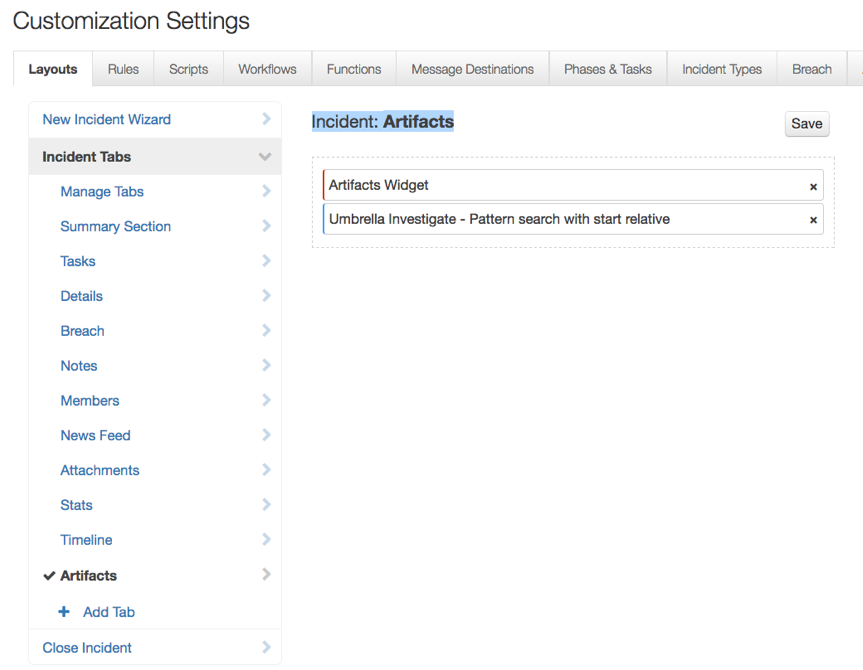 Customization Settings
Layouts Rules Scripts Workflows Functions Message Destinations Phases & Tasks Incident Types Breach
New Incident Wizard
Incident: Artifacts
Save
Incident Tabs
Manage Tabs
Artifacts Widget ×
Summary Section
Umbrella Investigate - Pattern search with start relative ×
Tasks
Details
Breach
Notes
Members
News Feed
Attachments
Stats
Timeline
Artifacts
Add Tab
Close Incident